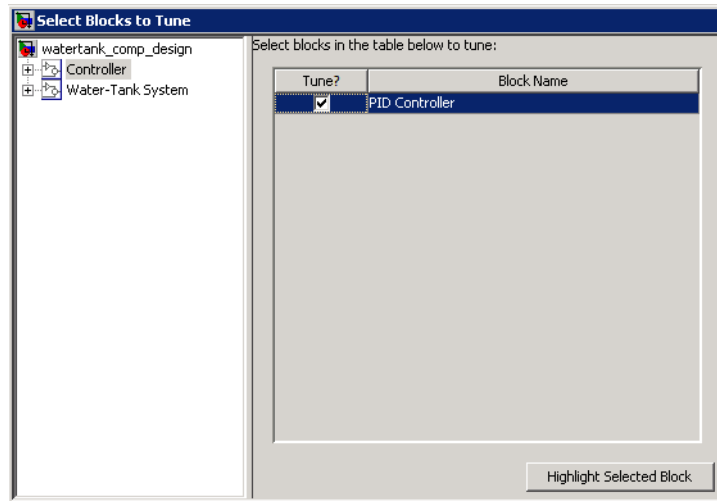 Select Blocks to Tune
watertank_comp_design
Controller
Water-Tank System
Select blocks in the table below to tune:
Tune? Block Name
PID Controller
Highlight Selected Block